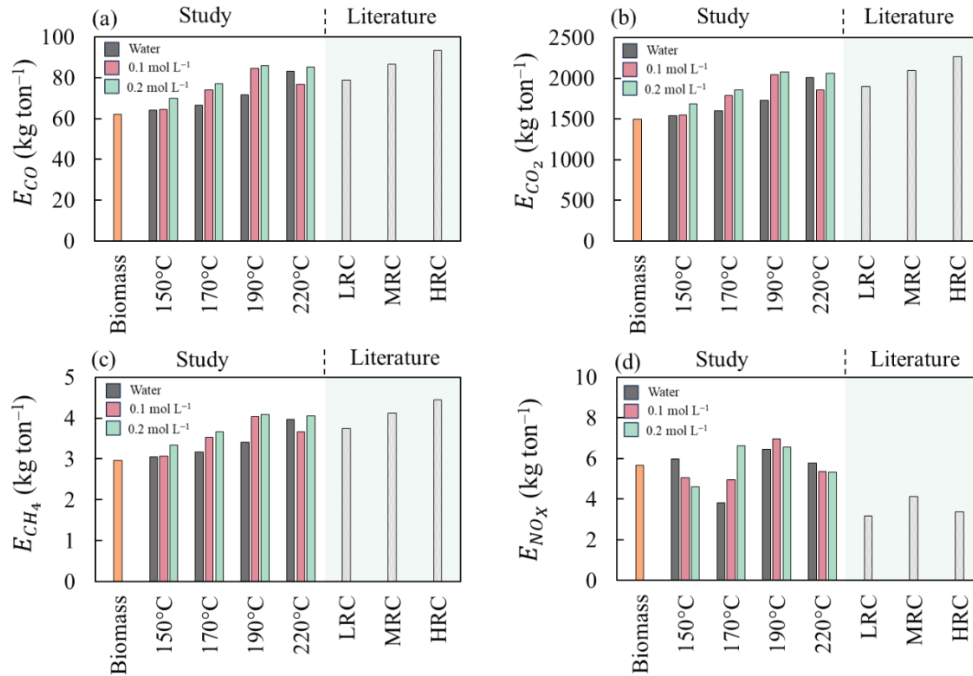 (a) Study Literature
100
80
60
40
20
0
E_CO (kg ton⁻¹)
Water
0.1 mol L⁻¹
0.2 mol L⁻¹
Biomass 150°C 170°C 190°C 220°C LRC MRC HRC
(b) Study Literature
2500
2000
1500
1000
500
0
E_CO₂ (kg ton⁻¹)
Water
0.1 mol L⁻¹
0.2 mol L⁻¹
Biomass 150°C 170°C 190°C 220°C LRC MRC HRC
(c) Study Literature
5
4
3
2
1
0
E_CH₄ (kg ton⁻¹)
Water
0.1 mol L⁻¹
0.2 mol L⁻¹
Biomass 150°C 170°C 190°C 220°C LRC MRC HRC
(d) Study Literature
10
8
6
4
2
0
E_NO_X (kg ton⁻¹)
Water
0.1 mol L⁻¹
0.2 mol L⁻¹
Biomass 150°C 170°C 190°C 220°C LRC MRC HRC